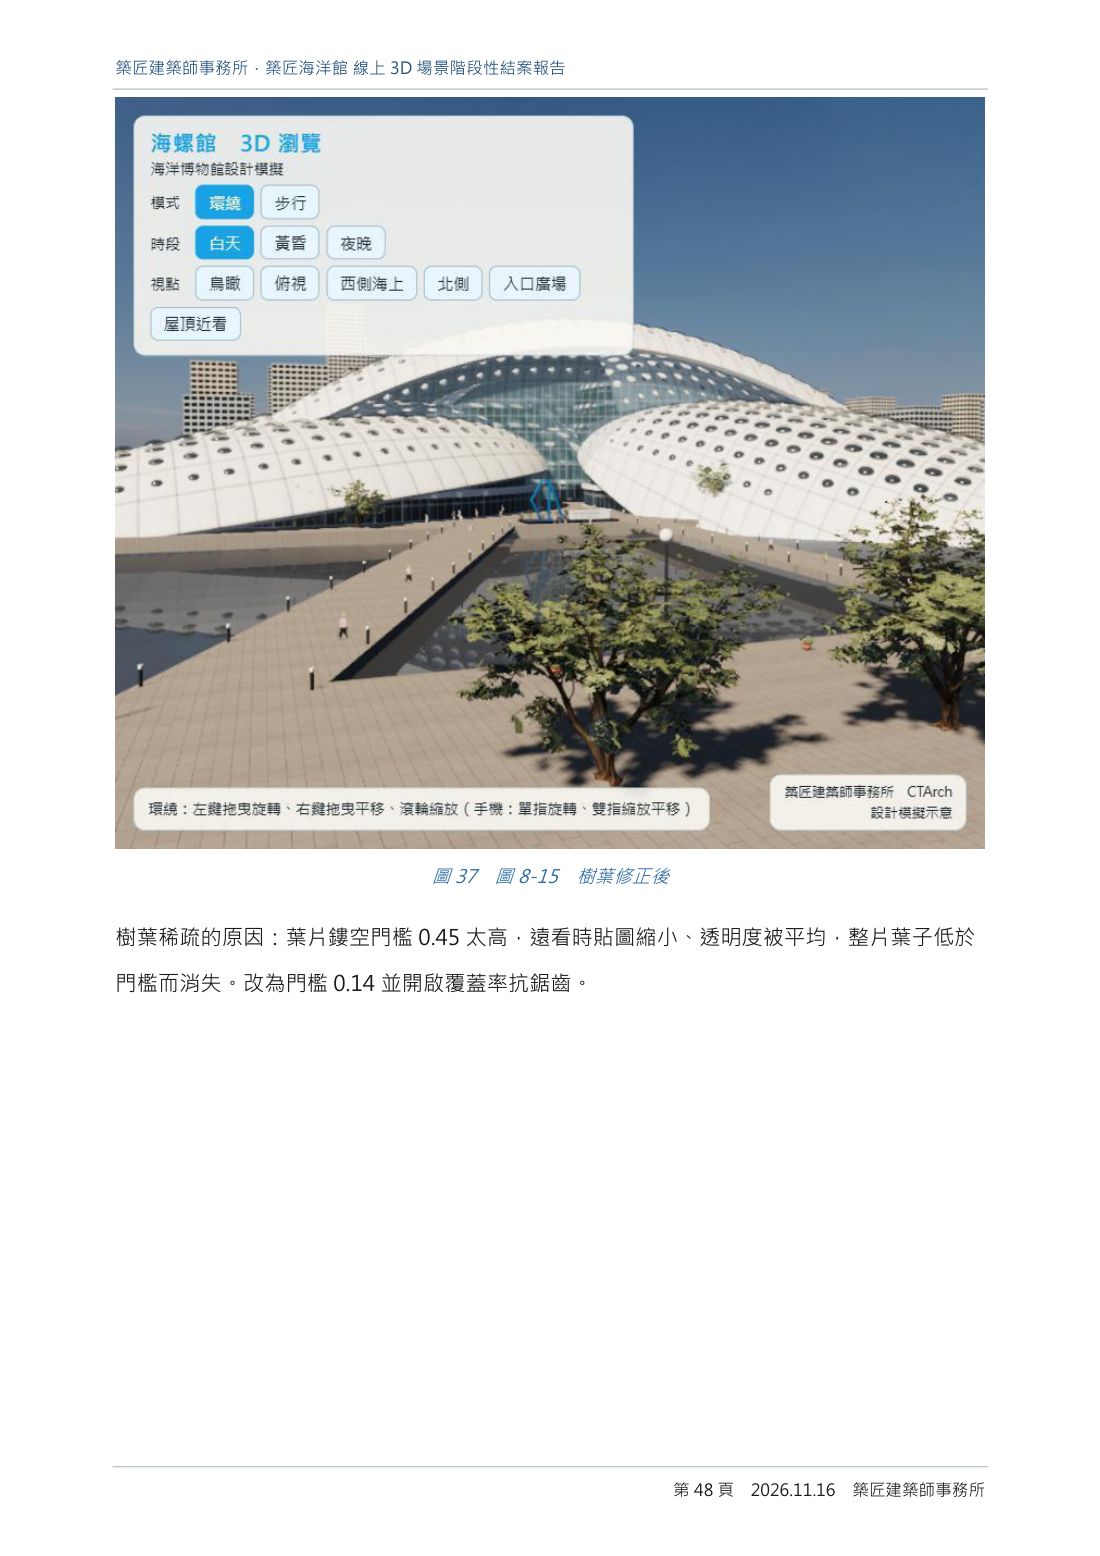 築匠建築師事務所．築匠海洋館 線上 3D 場景階段性結案報告
海螺館　3D 瀏覽
海洋博物館設計模擬
模式 環繞 步行
時段 白天 黃昏 夜晚
視點 鳥瞰 俯視 西側海上 北側 入口廣場
屋頂近看
環繞：左鍵拖曳旋轉、右鍵拖曳平移、滾輪縮放（手機：單指旋轉、雙指縮放平移）
築匠建築師事務所　CTArch
設計模擬示意
圖 37　圖 8-15　樹葉修正後
樹葉稀疏的原因：葉片鏤空門檻 0.45 太高，遠看時貼圖縮小、透明度被平均，整片葉子低於
門檻而消失。改為門檻 0.14 並開啟覆蓋率抗鋸齒。
第 48 頁　2026.11.16　築匠建築師事務所